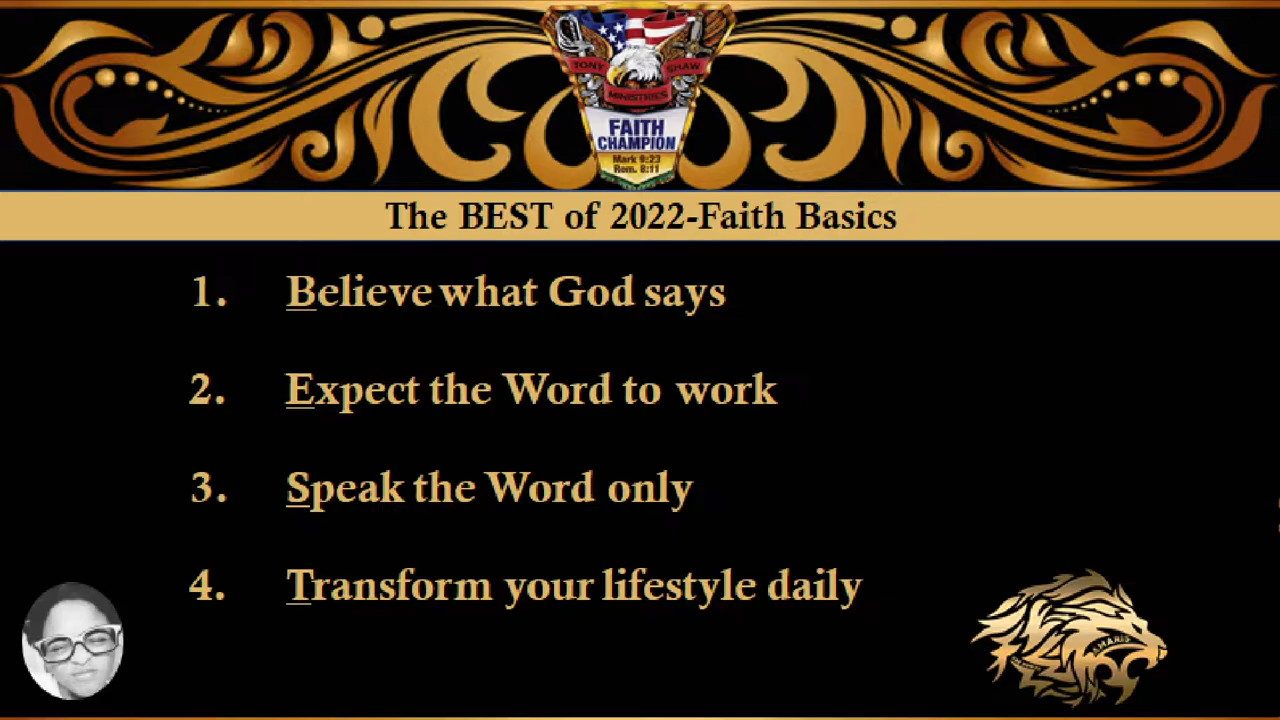 TONY SHAW
MINISTRIES
FAITH
CHAMPION
Mark 9:23
Rom. 8:11
The BEST of 2022-Faith Basics
1. Believe what God says
2. Expect the Word to work
3. Speak the Word only
4. Transform your lifestyle daily
AMARIS